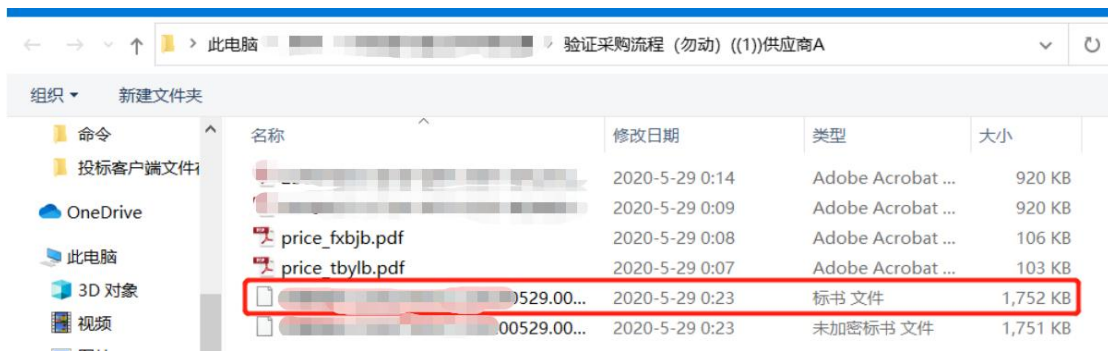 此电脑 验证采购流程（勿动）((1))供应商A
组织 新建文件夹
命令
投标客户端文件
OneDrive
此电脑
3D 对象
视频
名称 修改日期 类型 大小
2020-5-29 0:14 Adobe Acrobat ... 920 KB
2020-5-29 0:09 Adobe Acrobat ... 920 KB
price_fxbjb.pdf 2020-5-29 0:08 Adobe Acrobat ... 106 KB
price_tbylb.pdf 2020-5-29 0:07 Adobe Acrobat ... 103 KB
00529.00... 2020-5-29 0:23 标书 文件 1,752 KB
00529.00... 2020-5-29 0:23 未加密标书 文件 1,751 KB